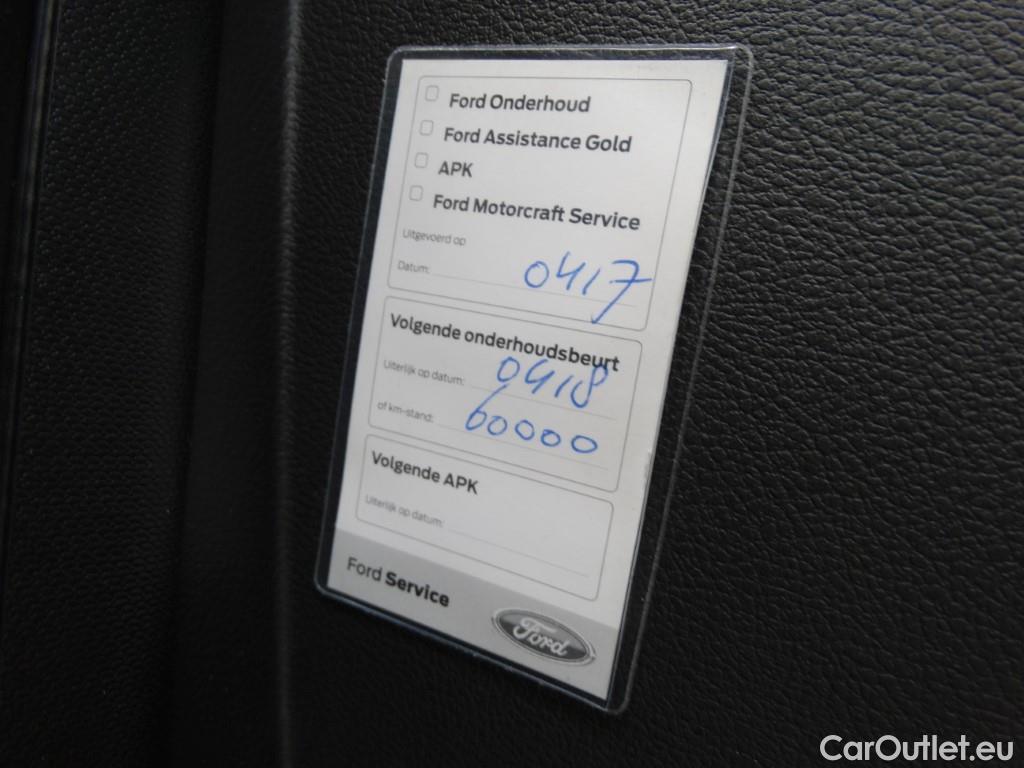 Ford Onderhoud
Ford Assistance Gold
APK
Ford Motorcraft Service
Uitgevoerd op
Datum: 0417
Volgende onderhoudsbeurt
Uiterlijk op datum: 0418
of km-stand: 60000
Volgende APK
Uiterlijk op datum:
Ford Service
Ford
CarOutlet.eu